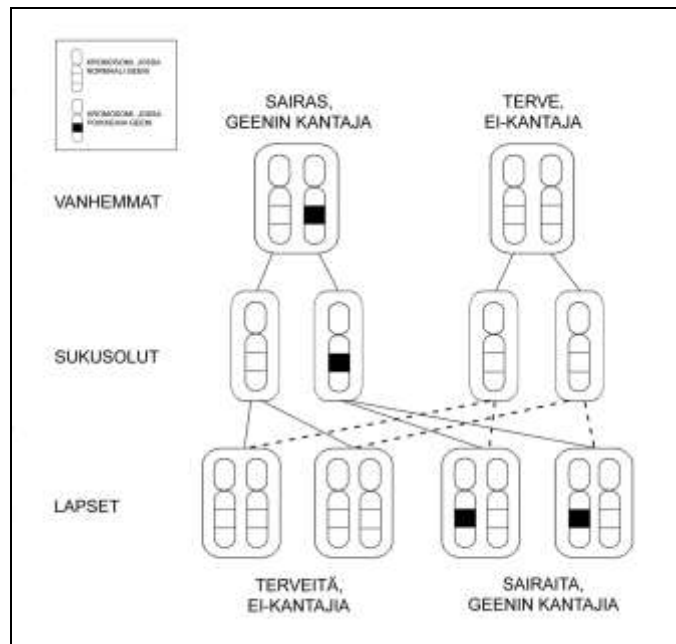 KROMOSOMI, JOSSA
NORMAALI GEENI
KROMOSOMI, JOSSA
POIKKEAVA GEENI
SAIRAS,
GEENIN KANTAJA
TERVE,
EI-KANTAJA
VANHEMMAT
SUKUSOLUT
LAPSET
TERVEITÄ,
EI-KANTAJIA
SAIRAITA,
GEENIN KANTAJIA